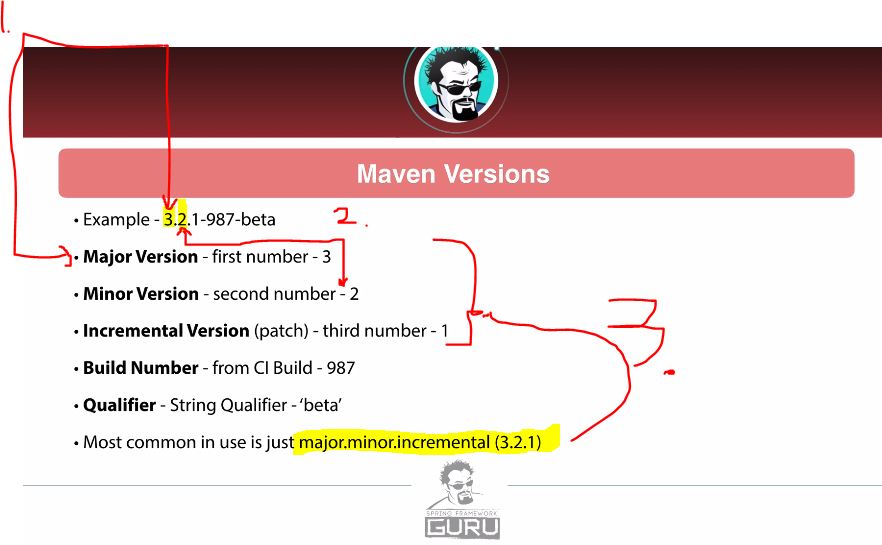 1.
Maven Versions
• Example - 3.2.1-987-beta
2.
• Major Version - first number - 3
• Minor Version - second number - 2
3.
• Incremental Version (patch) - third number - 1
• Build Number - from CI Build - 987
• Qualifier - String Qualifier - ‘beta’
• Most common in use is just major.minor.incremental (3.2.1)
SPRING FRAMEWORK
GURU